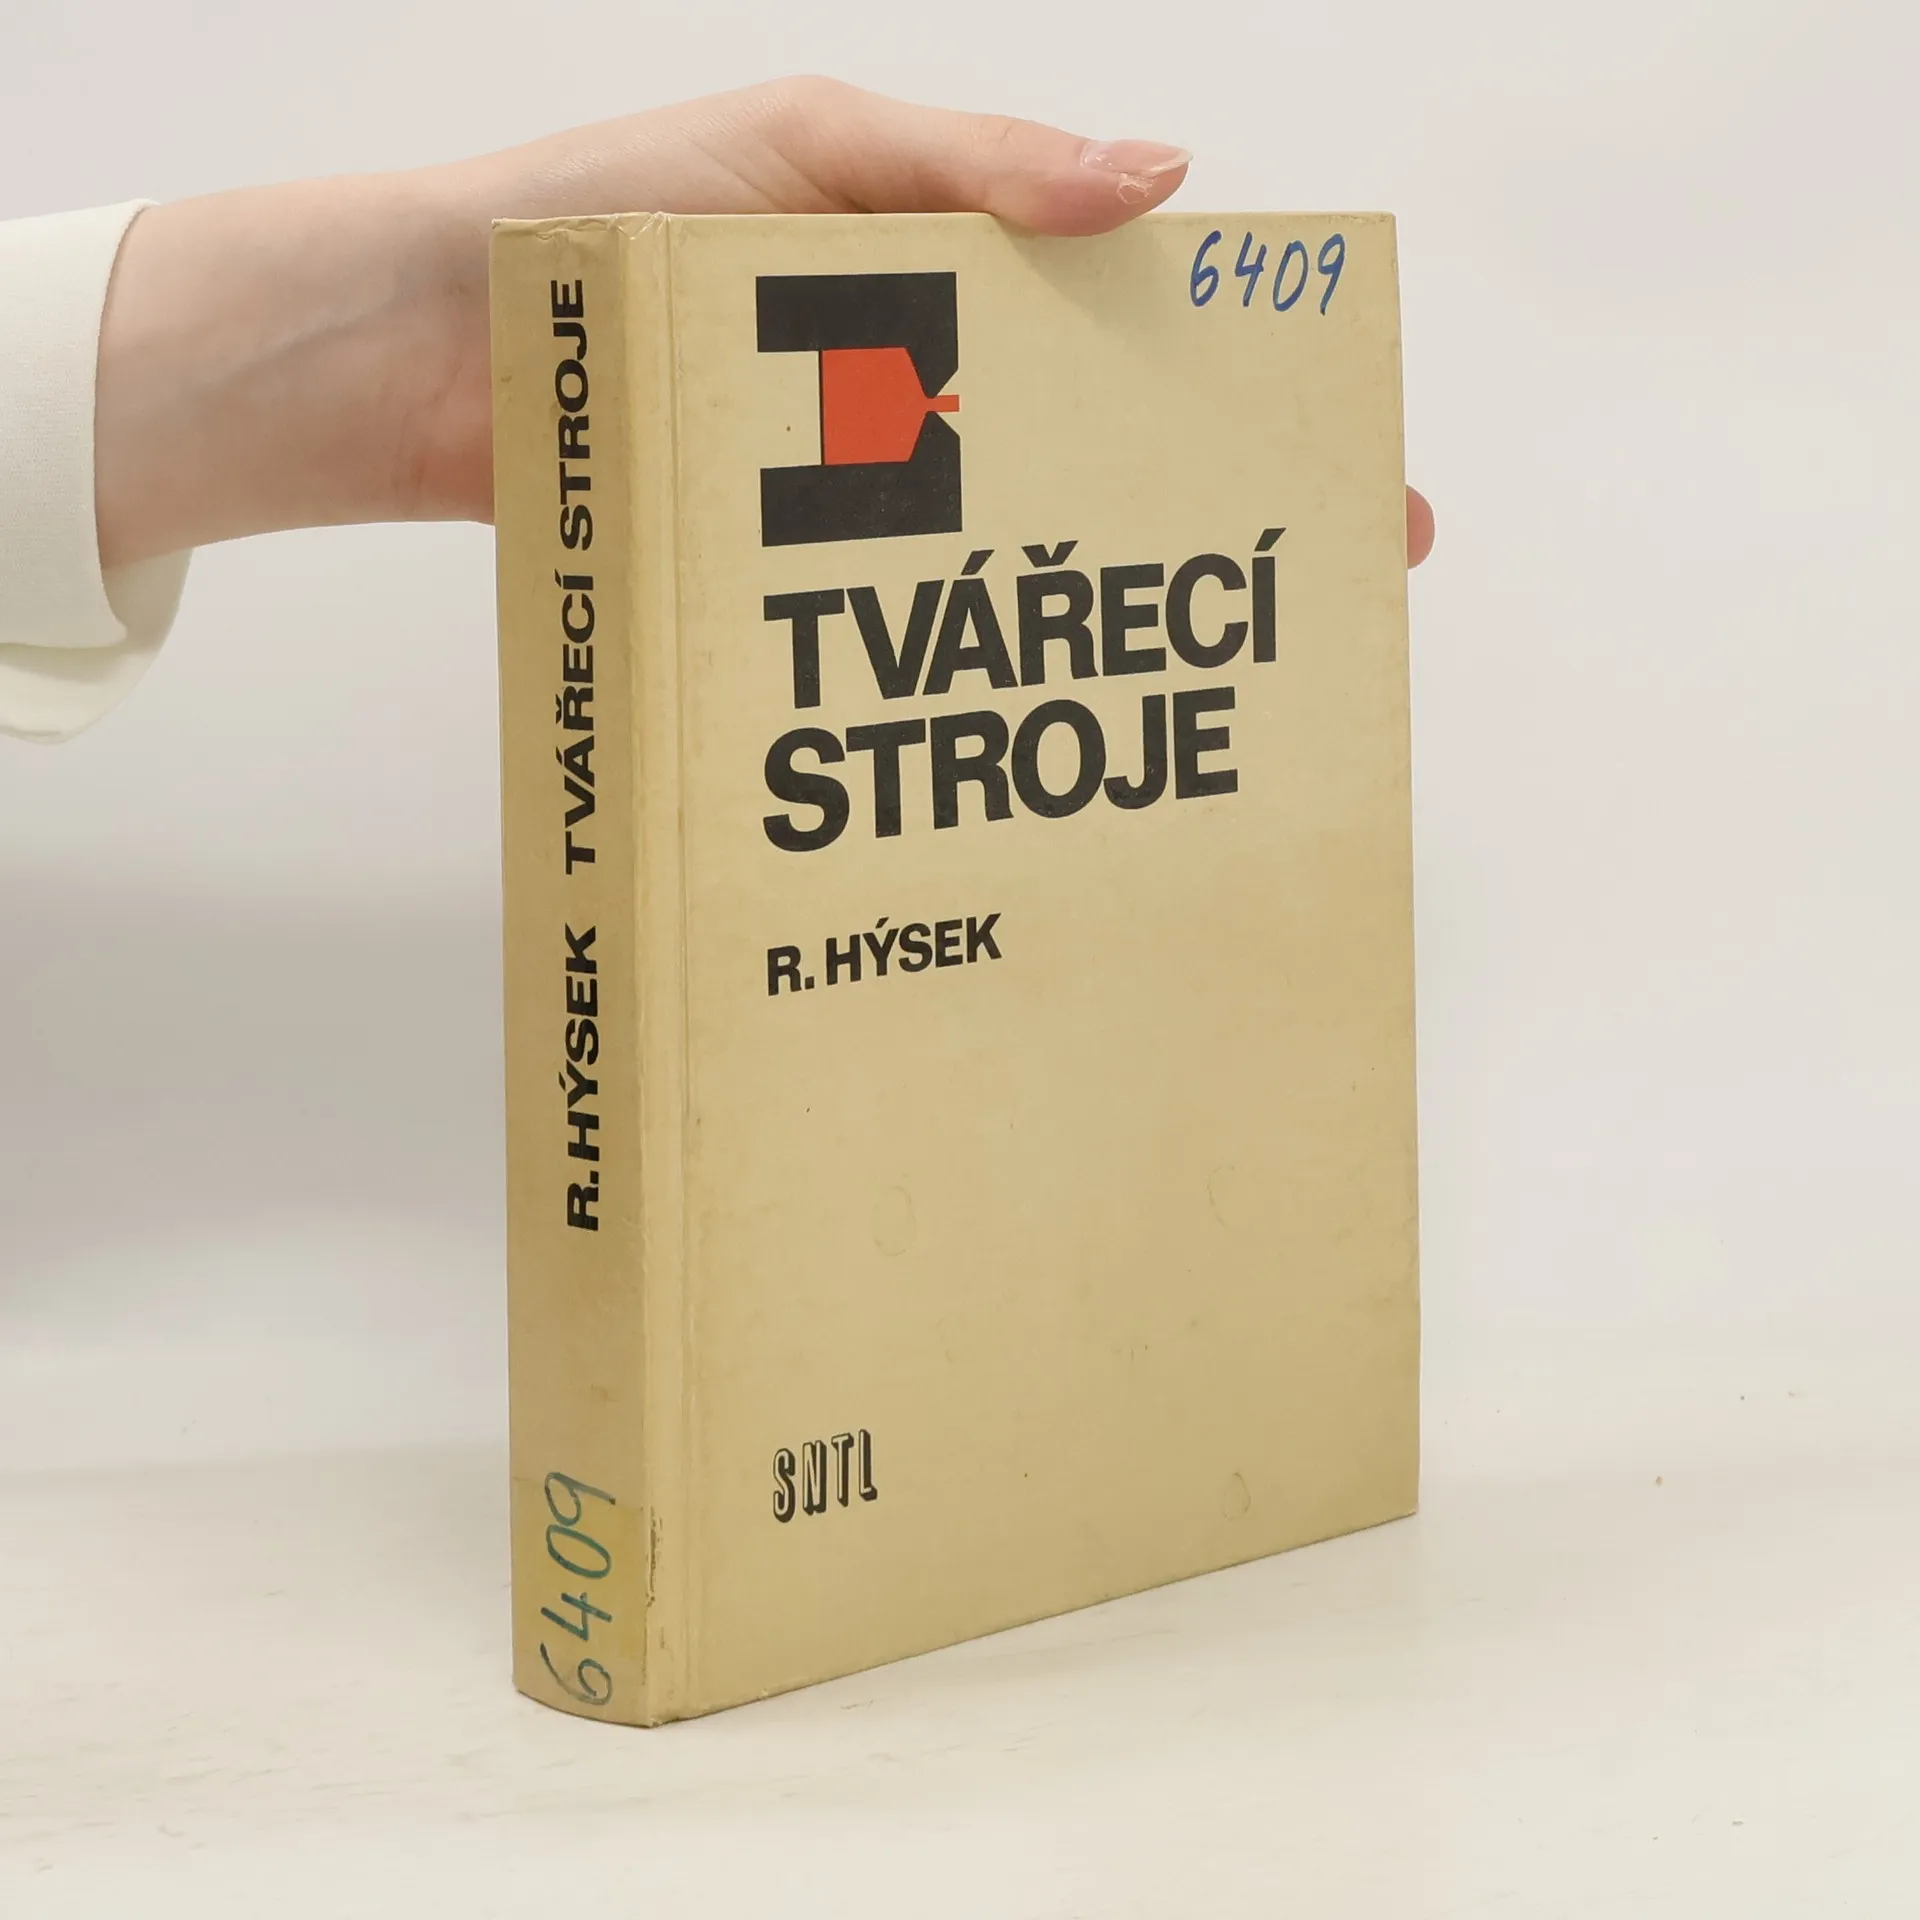 6409
TVÁŘECÍ
STROJE
R. HÝSEK
SNTL
R. HÝSEK TVÁŘECÍ STROJE
6409